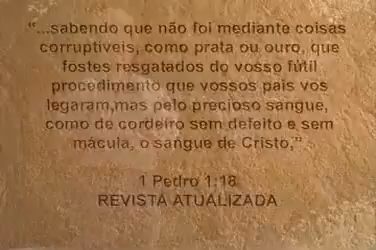 “...sabendo que não foi mediante coisas
corruptíveis, como prata ou ouro, que
fostes resgatados do vosso fútil
procedimento que vossos pais vos
legaram,mas pelo precioso sangue,
como de cordeiro sem defeito e sem
mácula, o sangue de Cristo,”
1 Pedro 1:18
REVISTA ATUALIZADA